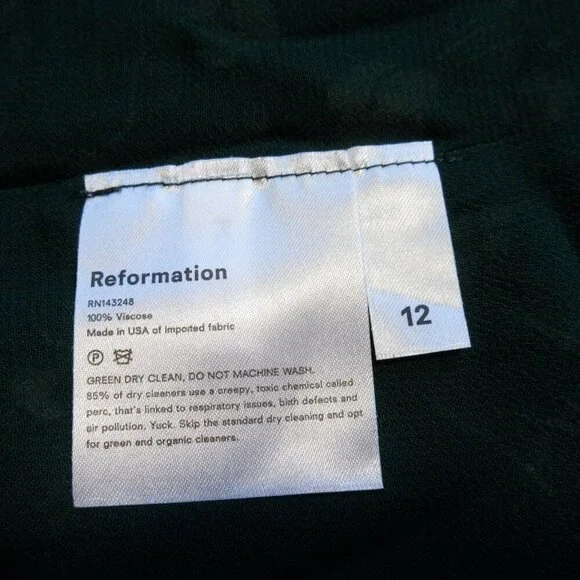 Reformation
RN143248
100% Viscose
Made in USA of imported fabric
P
GREEN DRY CLEAN, DO NOT MACHINE WASH.
85% of dry cleaners use a creepy, toxic chemical called
perc, that's linked to respiratory issues, birth defects and
air pollution. Yuck. Skip the standard dry cleaning and opt
for green and organic cleaners.
12